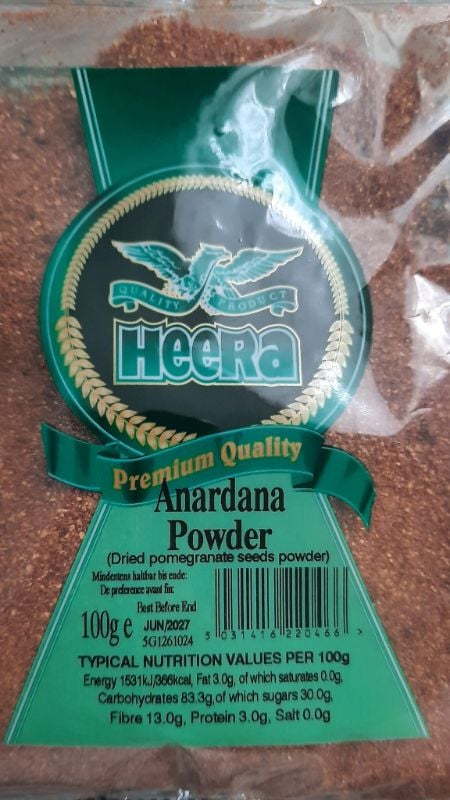 QUALITY PRODUCT
HEERA
Premium Quality
Anardana
Powder
(Dried pomegranate seeds powder)
Mindestens haltbar bis ende:
De preference avant fin:
Best Before End
100g e JUN/2027
5G1261024
5 031416 220466 >
TYPICAL NUTRITION VALUES PER 100g
Energy 1531kJ/366kcal, Fat 3.0g, of which saturates 0.0g,
Carbohydrates 83.3g,of which sugars 30.0g,
Fibre 13.0g, Protein 3.0g, Salt 0.0g